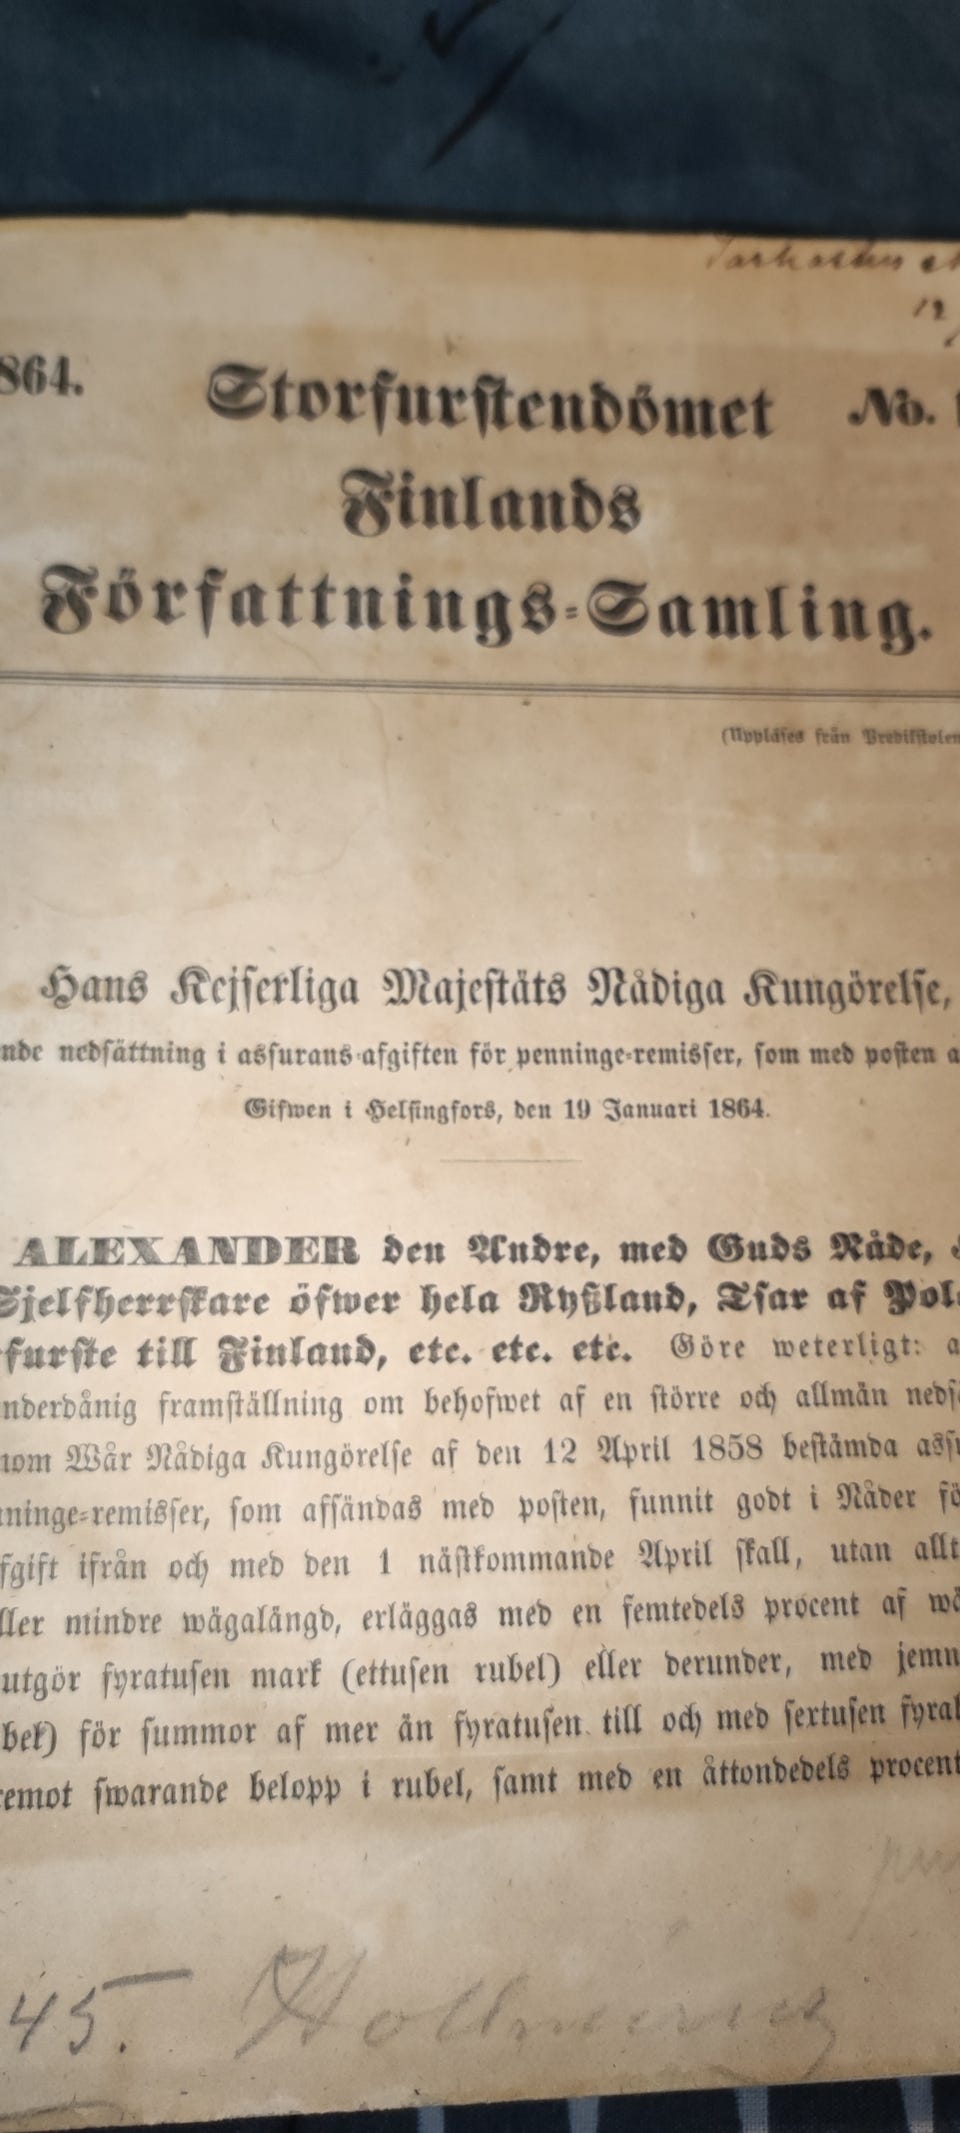 864. Storfurstendömet No.
Finlands
Författnings-Samling.
(Uppläses från Predikstolen
Hans Kejserliga Majestäts Nådiga Kungörelse,
nde nedsättning i assurans-afgiften för penninge-remisser, som med posten a
Gifwen i Helsingfors, den 19 Januari 1864.
ALEXANDER den Andre, med Guds Nåde,
Sjelfherrskare öfwer hela Ryßland, Tsar af Pol
furste till Finland, etc. etc. etc. Göre weterligt: a
nderdånig framställning om behofwet af en större och allmän neds
nom Wår Nådiga Kungörelse af den 12 April 1858 bestämda assu
ninge-remisser, som afsändas med posten, funnit godt i Nåder fö
fgift ifrån och med den 1 nästkommande April skall, utan allt
ller mindre wägalängd, erläggas med en femtedels procent af wä
utgör fyratusen mark (ettusen rubel) eller derunder, med jemn
bel) för summor af mer än fyratusen till och med sextusen fyra
remot swarande belopp i rubel, samt med en åttondedels procent
45. Hollming